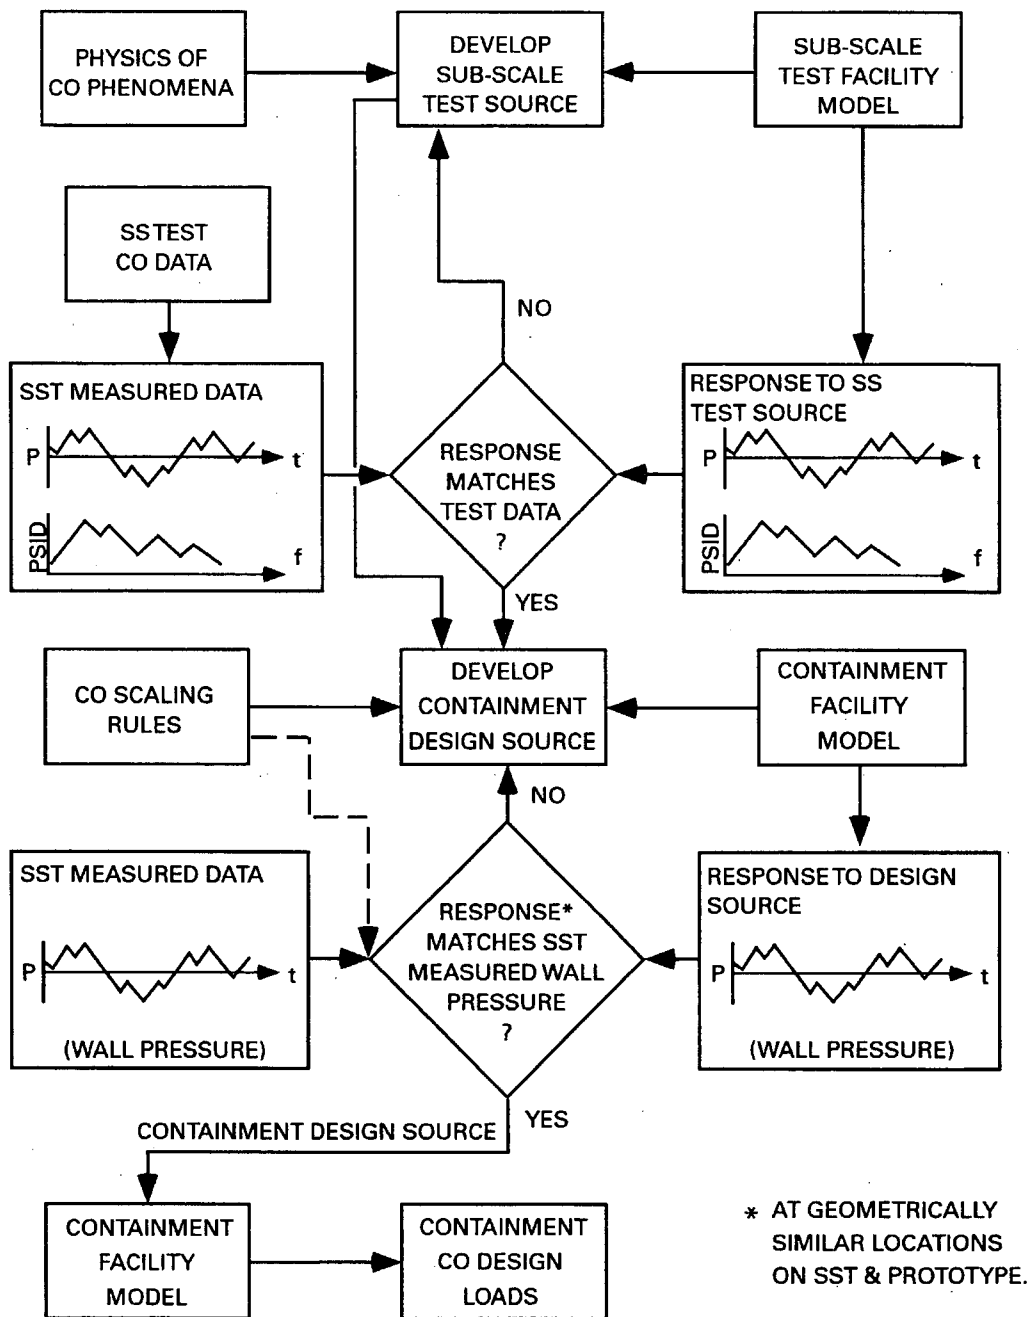 PHYSICS OF
CO PHENOMENA
DEVELOP
SUB-SCALE
TEST SOURCE
SUB-SCALE
TEST FACILITY
MODEL
SS TEST
CO DATA
NO
SST MEASURED DATA
P
t
PSID
f
RESPONSE
MATCHES
TEST DATA
?
RESPONSE TO SS
TEST SOURCE
P
t
PSID
f
YES
CO SCALING
RULES
DEVELOP
CONTAINMENT
DESIGN SOURCE
CONTAINMENT
FACILITY
MODEL
NO
SST MEASURED DATA
P
t
(WALL PRESSURE)
RESPONSE*
MATCHES SST
MEASURED WALL
PRESSURE
?
RESPONSE TO DESIGN
SOURCE
P
t
(WALL PRESSURE)
YES
CONTAINMENT DESIGN SOURCE
CONTAINMENT
FACILITY
MODEL
CONTAINMENT
CO DESIGN
LOADS
* AT GEOMETRICALLY
SIMILAR LOCATIONS
ON SST & PROTOTYPE.